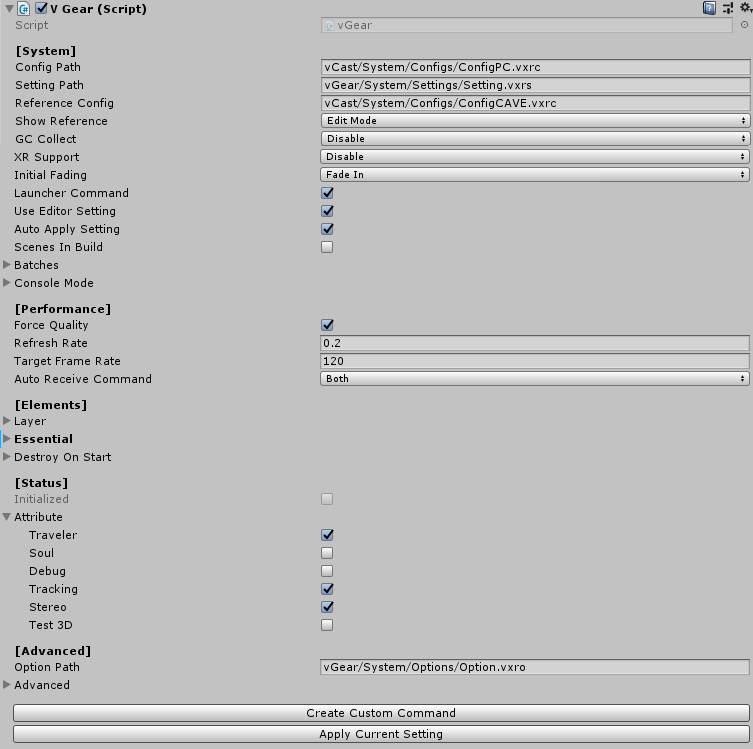 V Gear (Script)
Script vGear
[System]
Config Path vCast/System/Configs/ConfigPC.vxrc
Setting Path vGear/System/Settings/Setting.vxrs
Reference Config vCast/System/Configs/ConfigCAVE.vxrc
Show Reference Edit Mode
GC Collect Disable
XR Support Disable
Initial Fading Fade In
Launcher Command
Use Editor Setting
Auto Apply Setting
Scenes In Build
Batches
Console Mode
[Performance]
Force Quality
Refresh Rate 0.2
Target Frame Rate 120
Auto Receive Command Both
[Elements]
Layer
Essential
Destroy On Start
[Status]
Initialized
Attribute
Traveler
Soul
Debug
Tracking
Stereo
Test 3D
[Advanced]
Option Path vGear/System/Options/Option.vxro
Advanced
Create Custom Command
Apply Current Setting